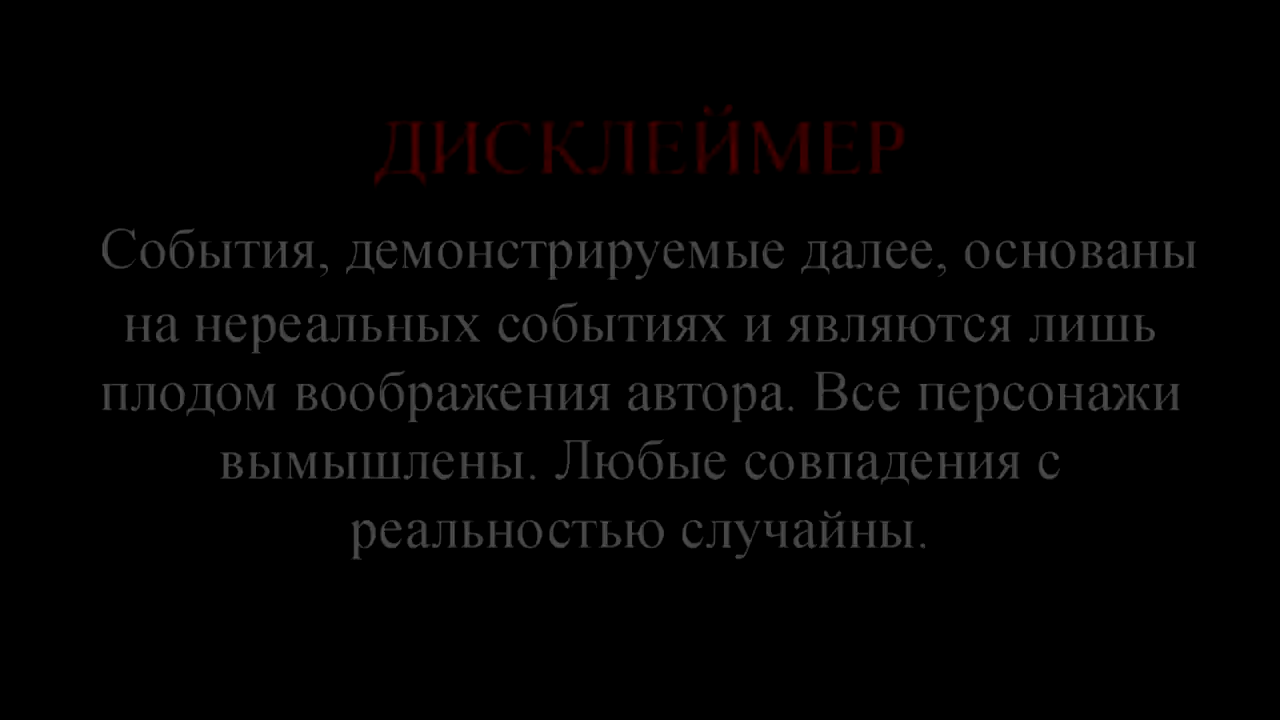 ДИСКЛЕЙМЕР
События, демонстрируемые далее, основаны
на нереальных событиях и являются лишь
плодом воображения автора. Все персонажи
вымышлены. Любые совпадения с
реальностью случайны.